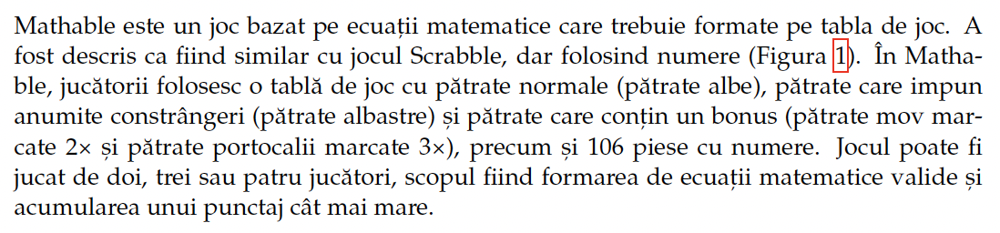 Mathable este un joc bazat pe ecuații matematice care trebuie formate pe tabla de joc. A
fost descris ca fiind similar cu jocul Scrabble, dar folosind numere (Figura 1). În Matha-
ble, jucătorii folosesc o tablă de joc cu pătrate normale (pătrate albe), pătrate care impun
anumite constrângeri (pătrate albastre) și pătrate care conțin un bonus (pătrate mov mar-
cate 2× și pătrate portocalii marcate 3×), precum și 106 piese cu numere. Jocul poate fi
jucat de doi, trei sau patru jucători, scopul fiind formarea de ecuații matematice valide și
acumularea unui punctaj cât mai mare.